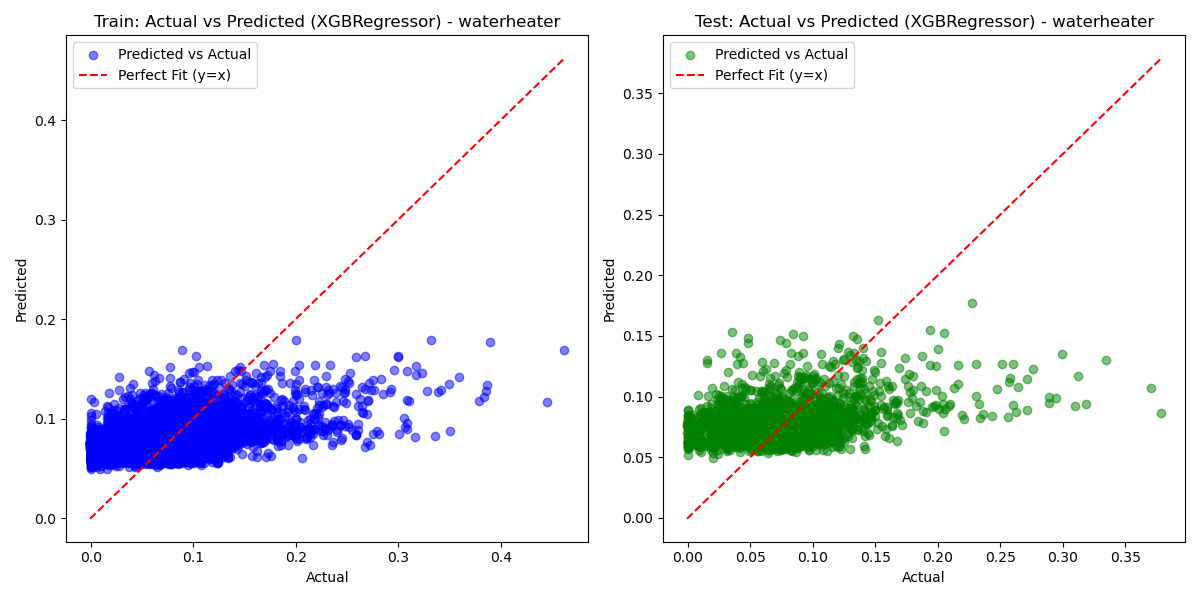 Train: Actual vs Predicted (XGBRegressor) - waterheater
Predicted vs Actual
Perfect Fit (y=x)
Predicted
0.4
0.3
0.2
0.1
0.0
0.0 0.1 0.2 0.3 0.4
Actual
Test: Actual vs Predicted (XGBRegressor) - waterheater
Predicted vs Actual
Perfect Fit (y=x)
Predicted
0.35
0.30
0.25
0.20
0.15
0.10
0.05
0.00
0.00 0.05 0.10 0.15 0.20 0.25 0.30 0.35
Actual